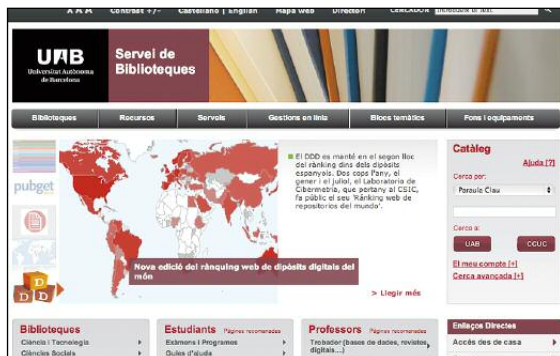 A A A Contrast +/- Castellano | English Mapa web Directori CERCADOR Introdueix el text
UAB
Universitat Autònoma
de Barcelona
Servei de
Biblioteques
Biblioteques Recursos Serveis Gestions en línia Blocs temàtics Fons i equipaments
pubget
El DDD es manté en el segon lloc
del rànking dins dels dipòsits
espanyols. Dos cops l'any, el
gener i el juliol, el Laboratorio de
Cibermetría, que pertany al CSIC,
fa públic el seu 'Ránking web de
repositorios del mundo'.
Nova edició del rànquing web de dipòsits digitals del
món
> Llegir més
D D D
Catàleg
Ajuda [?]
Cerca per:
Paraula Clau
Cerca a:
UAB CCUC
El meu compte [+]
Cerca avançada [+]
Biblioteques
Ciència i Tecnologia
Ciències Socials
Estudiants Pàgines recomanades
Exàmens i Programes
Guies d'ajuda
Professors Pàgines recomanades
Trobador (bases de dades, revistes
digitals...)
Enllaços Directes
Accés des de casa